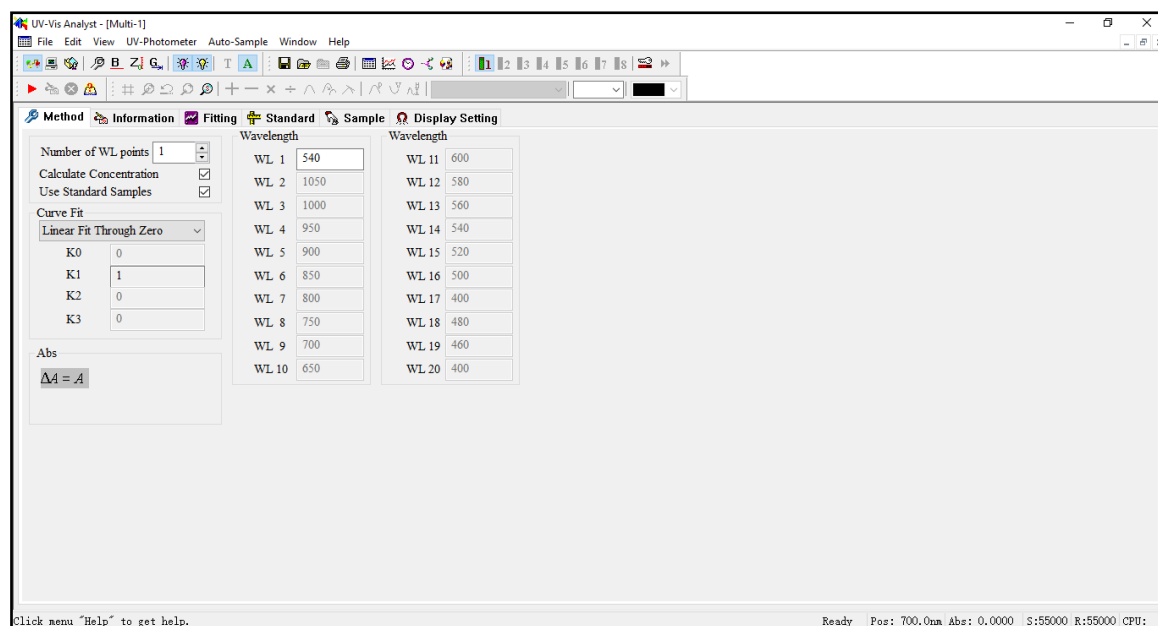 UV-Vis Analyst - [Multi-1]
File Edit View UV-Photometer Auto-Sample Window Help
B Z G T A 1 2 3 4 5 6 7 8
Method Information Fitting Standard Sample Display Setting
Number of WL points 1
Calculate Concentration
Use Standard Samples
Curve Fit
Linear Fit Through Zero
K0 0
K1 1
K2 0
K3 0
Abs
ΔA = A
Wavelength
WL 1 540
WL 2 1050
WL 3 1000
WL 4 950
WL 5 900
WL 6 850
WL 7 800
WL 8 750
WL 9 700
WL 10 650
Wavelength
WL 11 600
WL 12 580
WL 13 560
WL 14 540
WL 15 520
WL 16 500
WL 17 400
WL 18 480
WL 19 460
WL 20 400
Click menu "Help" to get help.
Ready Pos: 700.0nm Abs: 0.0000 S:55000 R:55000 CPU: